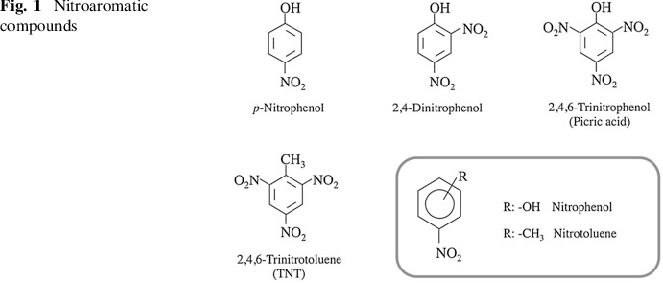 Fig. 1 Nitroaromatic
compounds
OH
NO2
p-Nitrophenol
OH
NO2
NO2
2,4-Dinitrophenol
OH
O2N
NO2
NO2
2,4,6-Trinitrophenol
(Picric acid)
CH3
O2N
NO2
NO2
2,4,6-Trinitrotoluene
(TNT)
R
NO2
R: -OH Nitrophenol
R: -CH3 Nitrotoluene